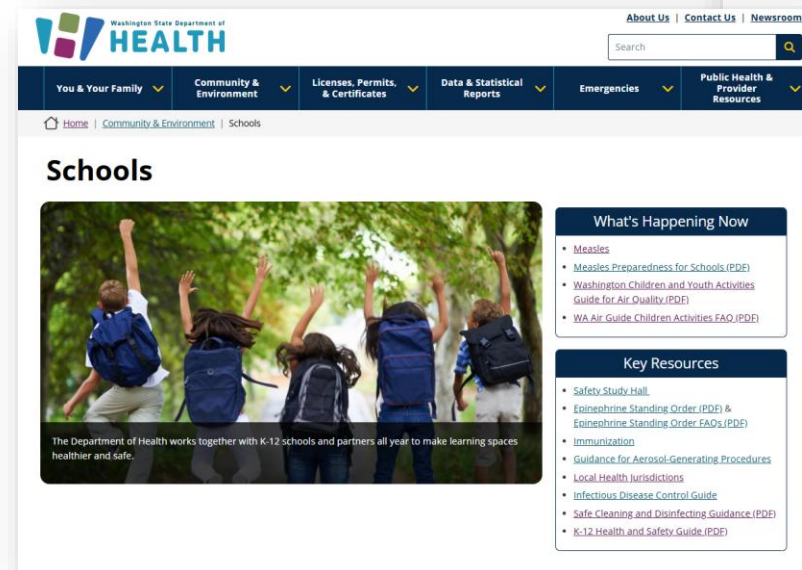 Washington State Department of
HEALTH
About Us | Contact Us | Newsroom
Search
You & Your Family
Community &
Environment
Licenses, Permits,
& Certificates
Data & Statistical
Reports
Emergencies
Public Health &
Provider
Resources
Home | Community & Environment | Schools
Schools
The Department of Health works together with K-12 schools and partners all year to make learning spaces
healthier and safe.
What's Happening Now
• Measles
• Measles Preparedness for Schools (PDF)
• Washington Children and Youth Activities
Guide for Air Quality (PDF)
• WA Air Guide Children Activities FAQ (PDF)
Key Resources
• Safety Study Hall
• Epinephrine Standing Order (PDF) &
Epinephrine Standing Order FAQs (PDF)
• Immunization
• Guidance for Aerosol-Generating Procedures
• Local Health Jurisdictions
• Infectious Disease Control Guide
• Safe Cleaning and Disinfecting Guidance (PDF)
• K-12 Health and Safety Guide (PDF)